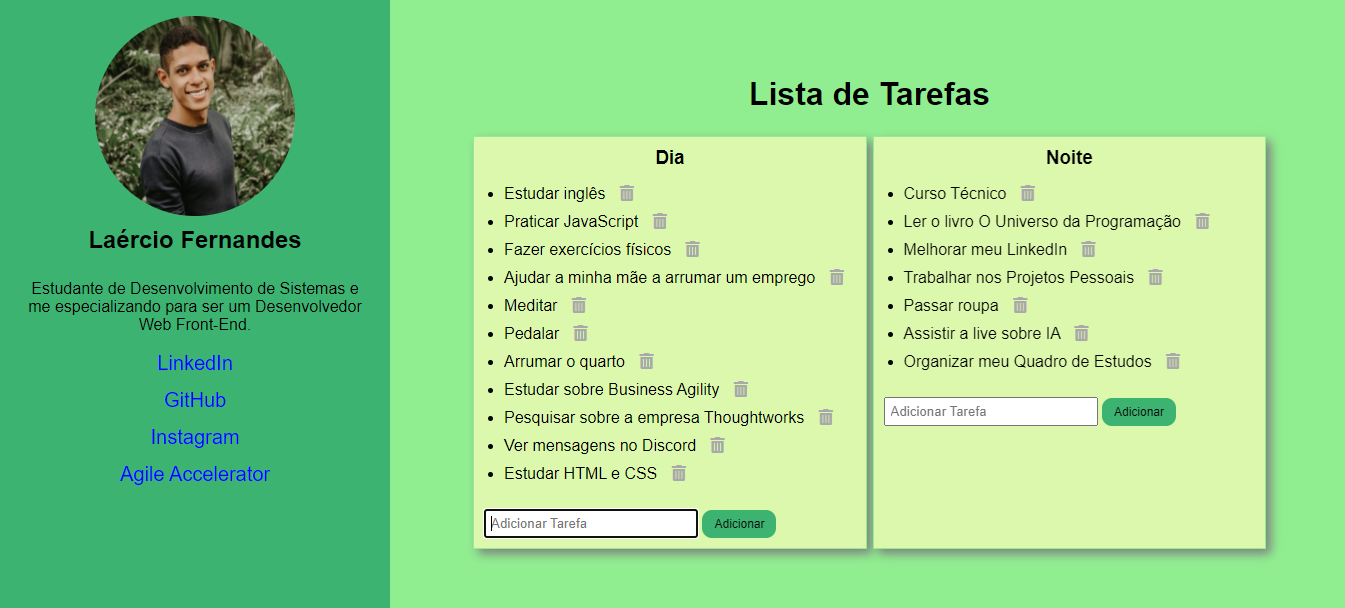 Laércio Fernandes
Estudante de Desenvolvimento de Sistemas e
me especializando para ser um Desenvolvedor
Web Front-End.
LinkedIn
GitHub
Instagram
Agile Accelerator
Lista de Tarefas
Dia
Estudar inglês
Praticar JavaScript
Fazer exercícios físicos
Ajudar a minha mãe a arrumar um emprego
Meditar
Pedalar
Arrumar o quarto
Estudar sobre Business Agility
Pesquisar sobre a empresa Thoughtworks
Ver mensagens no Discord
Estudar HTML e CSS
Adicionar Tarefa
Adicionar
Noite
Curso Técnico
Ler o livro O Universo da Programação
Melhorar meu LinkedIn
Trabalhar nos Projetos Pessoais
Passar roupa
Assistir a live sobre IA
Organizar meu Quadro de Estudos
Adicionar Tarefa
Adicionar